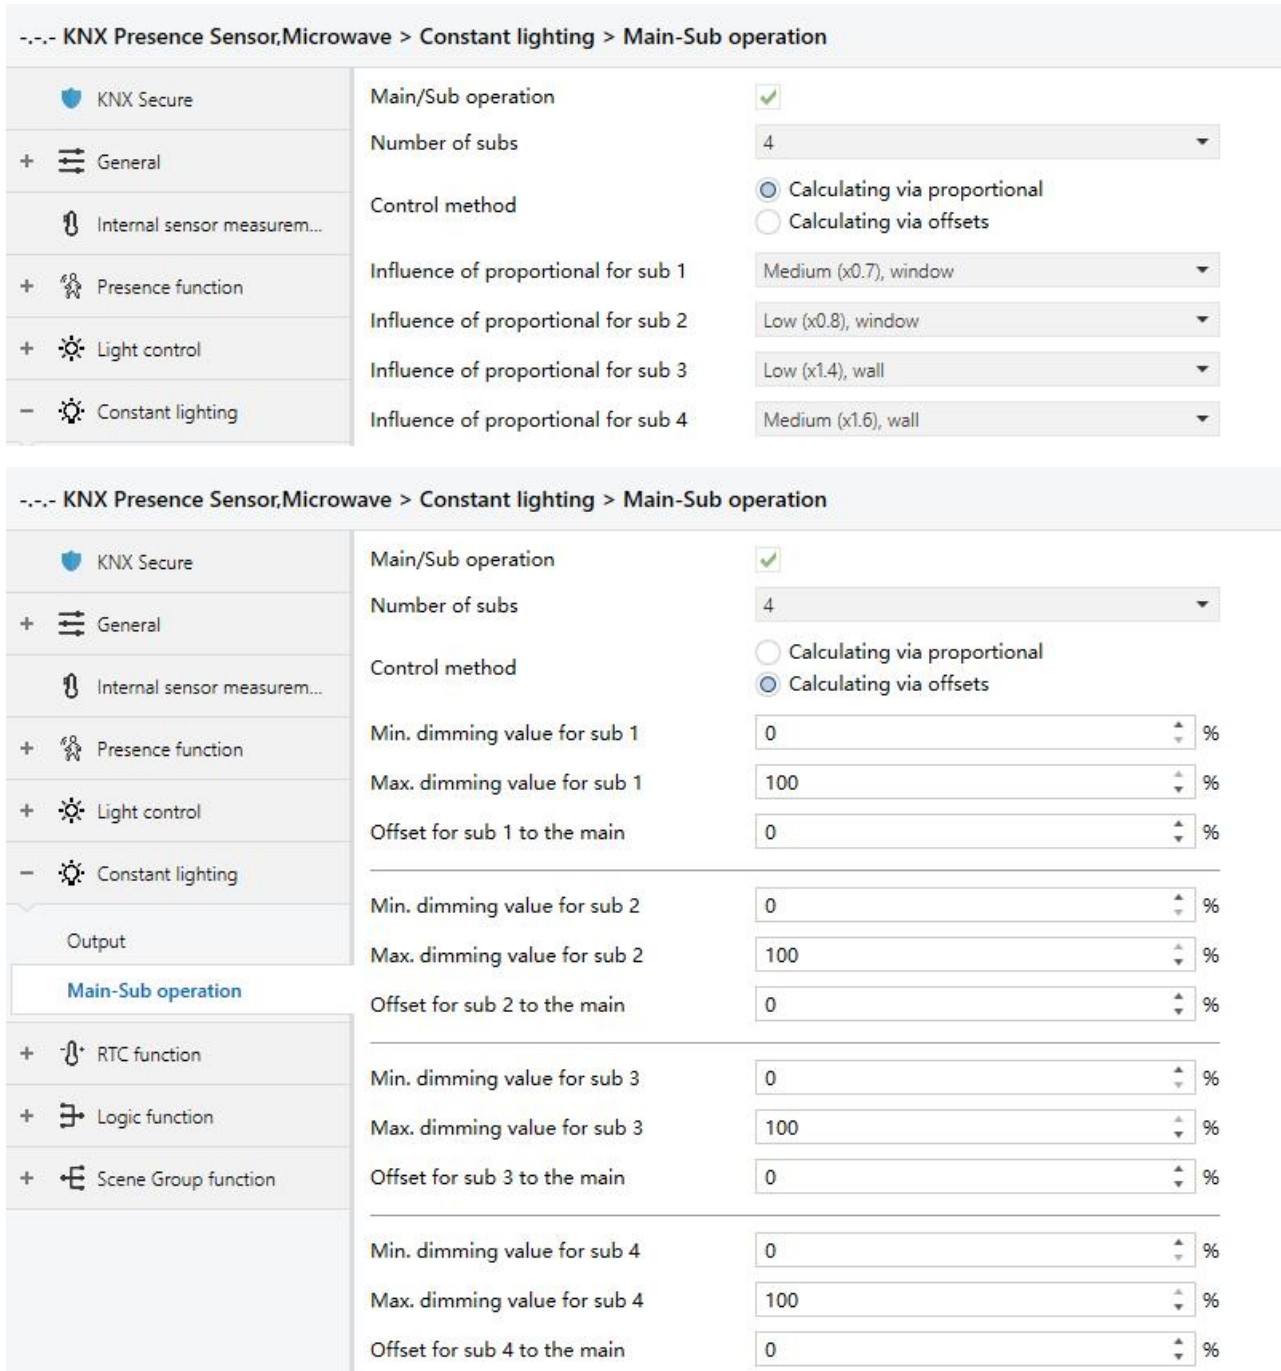 -.-.- KNX Presence Sensor,Microwave > Constant lighting > Main-Sub operation
KNX Secure
+ General
Internal sensor measurem...
+ Presence function
+ Light control
− Constant lighting
Main/Sub operation
Number of subs 4
Control method Calculating via proportional
Calculating via offsets
Influence of proportional for sub 1 Medium (x0.7), window
Influence of proportional for sub 2 Low (x0.8), window
Influence of proportional for sub 3 Low (x1.4), wall
Influence of proportional for sub 4 Medium (x1.6), wall
-.-.- KNX Presence Sensor,Microwave > Constant lighting > Main-Sub operation
KNX Secure
+ General
Internal sensor measurem...
+ Presence function
+ Light control
− Constant lighting
Output
Main-Sub operation
+ RTC function
+ Logic function
+ Scene Group function
Main/Sub operation
Number of subs 4
Control method Calculating via proportional
Calculating via offsets
Min. dimming value for sub 1 0 %
Max. dimming value for sub 1 100 %
Offset for sub 1 to the main 0 %
Min. dimming value for sub 2 0 %
Max. dimming value for sub 2 100 %
Offset for sub 2 to the main 0 %
Min. dimming value for sub 3 0 %
Max. dimming value for sub 3 100 %
Offset for sub 3 to the main 0 %
Min. dimming value for sub 4 0 %
Max. dimming value for sub 4 100 %
Offset for sub 4 to the main 0 %